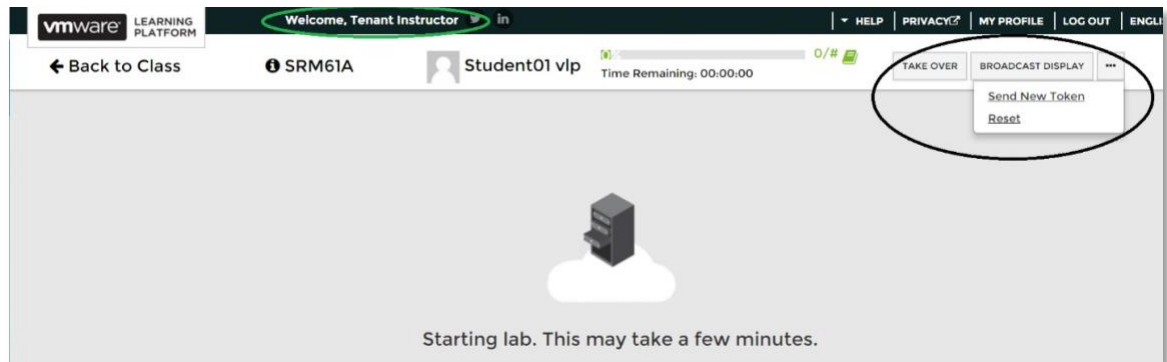 vmware® LEARNING PLATFORM Welcome, Tenant Instructor in HELP PRIVACY MY PROFILE LOG OUT
Back to Class SRM61A Student01 vlp 0/# TAKE OVER BROADCAST DISPLAY ...
Time Remaining: 00:00:00
Send New Token
Reset
Starting lab. This may take a few minutes.